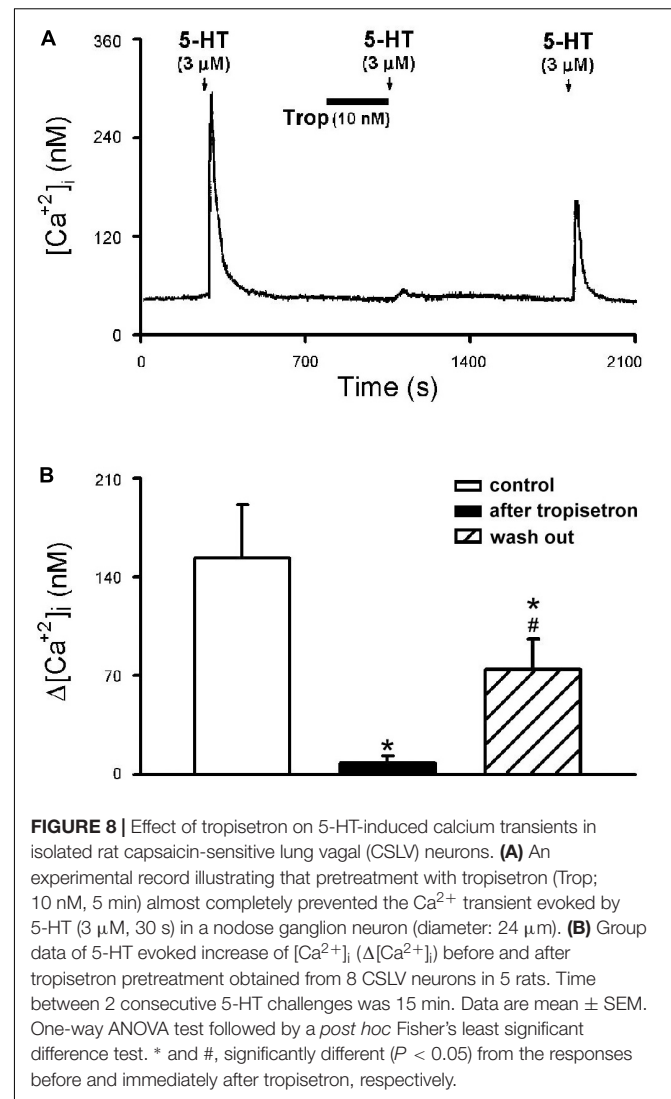 A
360
240
120
0
[Ca⁺²]ᵢ (nM)
5-HT 5-HT 5-HT
(3 μM) (3 μM) (3 μM)
Trop (10 nM)
0 700 1400 2100
Time (s)
B
210
140
70
0
Δ[Ca⁺²]i (nM)
control
after tropisetron
wash out
*
*
#
FIGURE 8 | Effect of tropisetron on 5-HT-induced calcium transients in
isolated rat capsaicin-sensitive lung vagal (CSLV) neurons. (A) An
experimental record illustrating that pretreatment with tropisetron (Trop;
10 nM, 5 min) almost completely prevented the Ca²⁺ transient evoked by
5-HT (3 μM, 30 s) in a nodose ganglion neuron (diameter: 24 μm). (B) Group
data of 5-HT evoked increase of [Ca²⁺]ᵢ (Δ[Ca²⁺]ᵢ) before and after
tropisetron pretreatment obtained from 8 CSLV neurons in 5 rats. Time
between 2 consecutive 5-HT challenges was 15 min. Data are mean ± SEM.
One-way ANOVA test followed by a post hoc Fisher's least significant
difference test. * and #, significantly different (P < 0.05) from the responses
before and immediately after tropisetron, respectively.